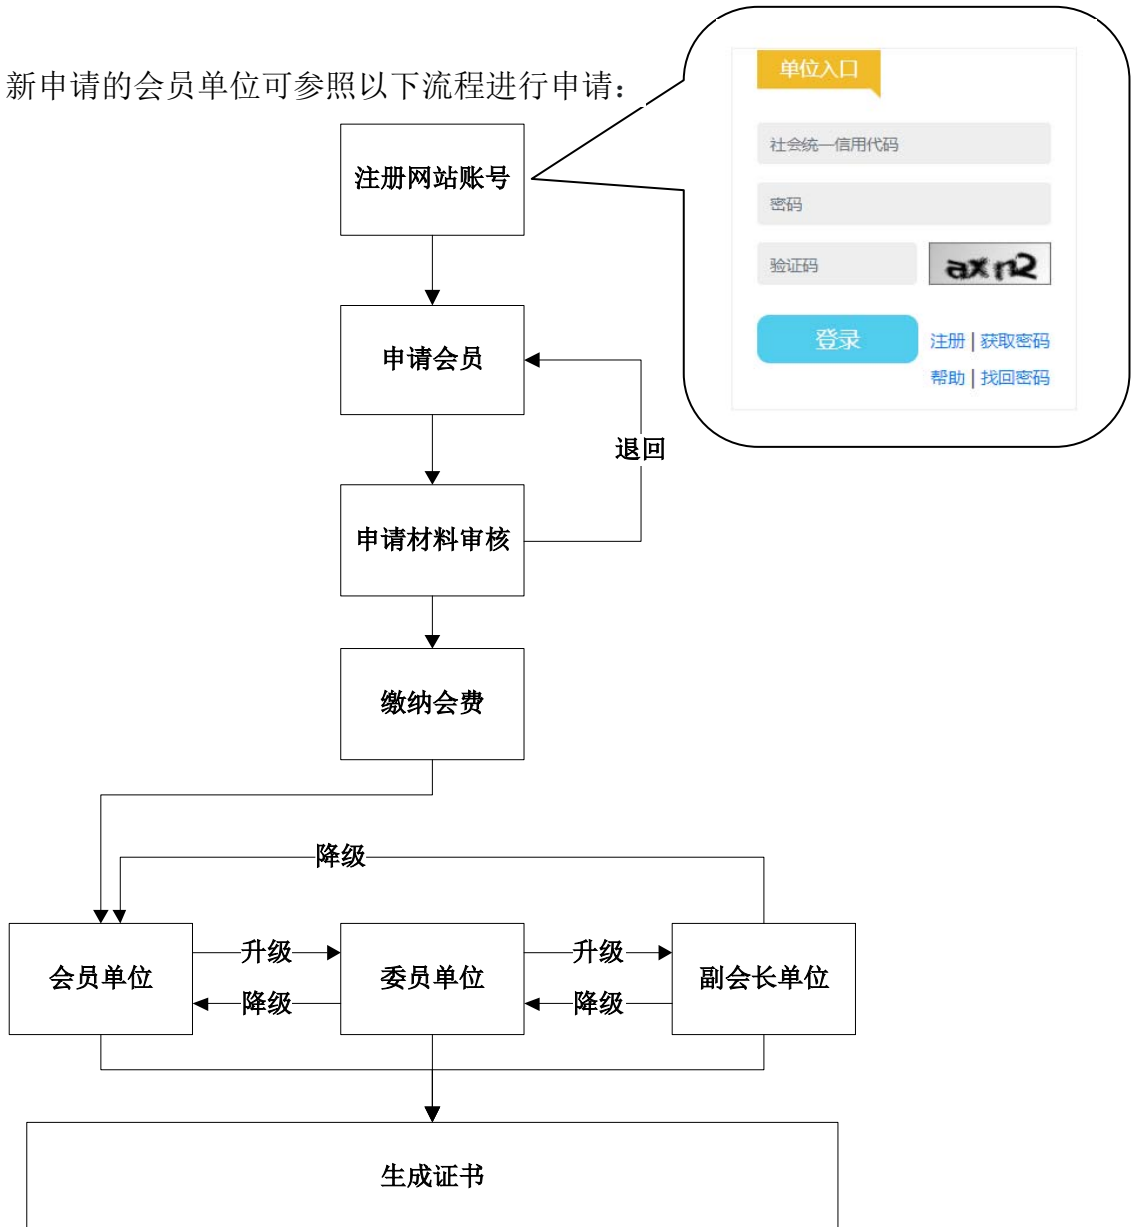 新申请的会员单位可参照以下流程进行申请：
单位入口
社会统一信用代码
密码
验证码
axn2
登录
注册 | 获取密码
帮助 | 找回密码
注册网站账号
申请会员
退回
申请材料审核
缴纳会费
降级
会员单位
升级
降级
委员单位
升级
降级
副会长单位
生成证书